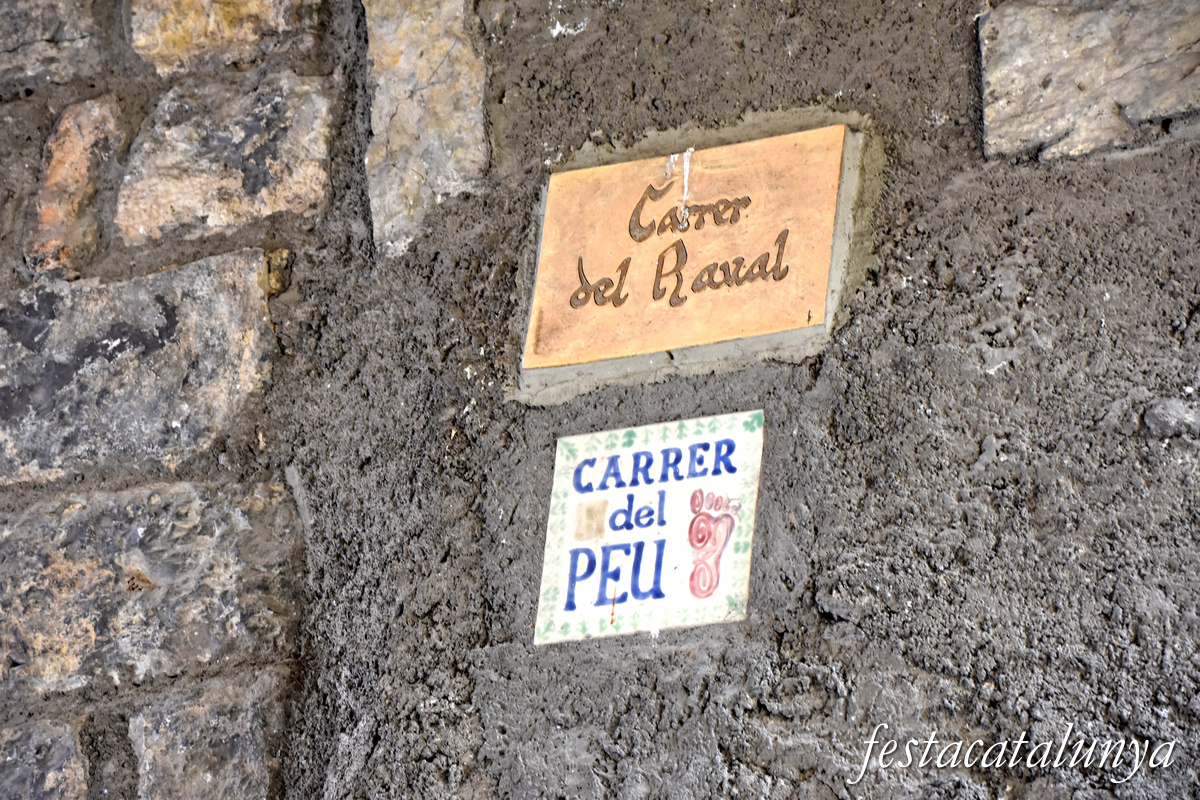 Carrer
del Raval
CARRER
del
PEU
festacatalunya